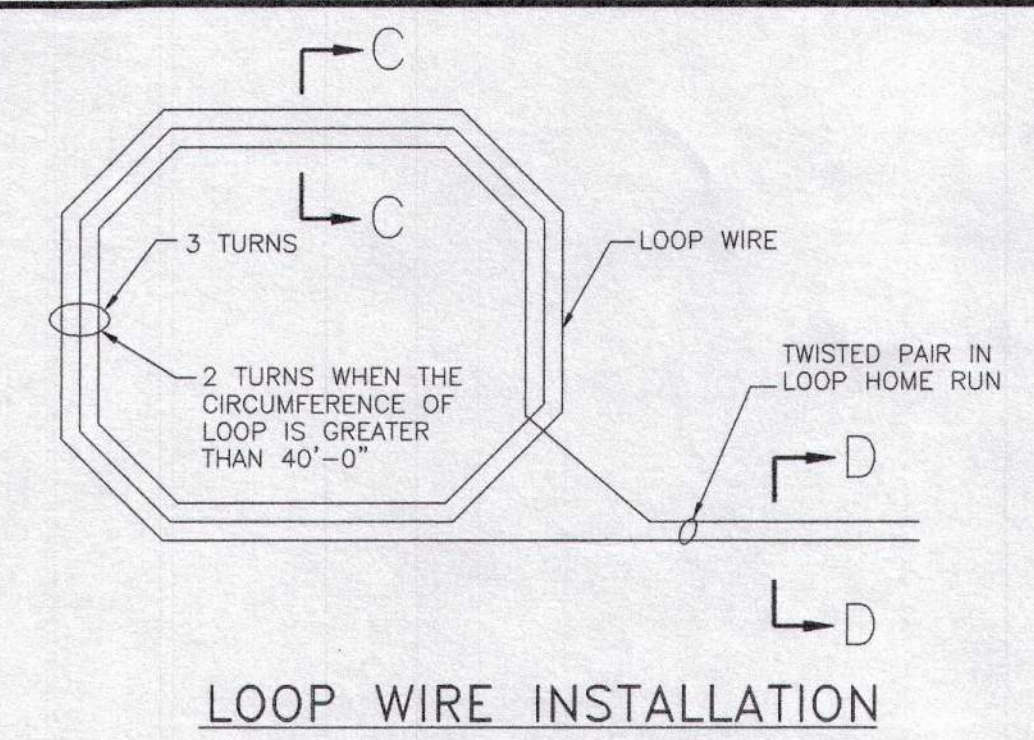 C
C
3 TURNS
LOOP WIRE
2 TURNS WHEN THE
CIRCUMFERENCE OF
LOOP IS GREATER
THAN 40'-0"
TWISTED PAIR IN
LOOP HOME RUN
D
D
LOOP WIRE INSTALLATION